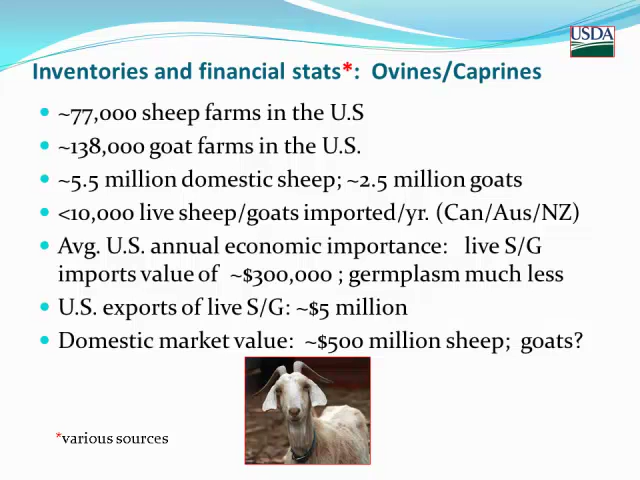 USDA
Inventories and financial stats*: Ovines/Caprines
~77,000 sheep farms in the U.S
~138,000 goat farms in the U.S.
~5.5 million domestic sheep; ~2.5 million goats
<10,000 live sheep/goats imported/yr. (Can/Aus/NZ)
Avg. U.S. annual economic importance: live S/G
imports value of ~$300,000 ; germplasm much less
U.S. exports of live S/G: ~$5 million
Domestic market value: ~$500 million sheep; goats?
*various sources